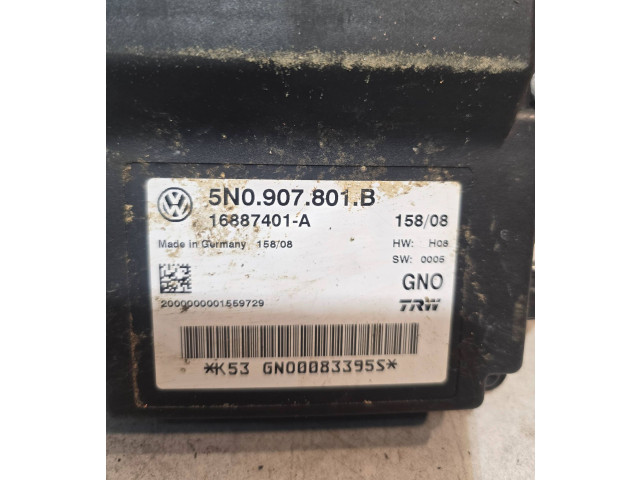 5N0.907.801.B
16887401-A 158/08
Made in Germany 158/08 HW: H08
SW: 0005
GNO
2000000001559729 TRW
*K53 GNO0083395S*